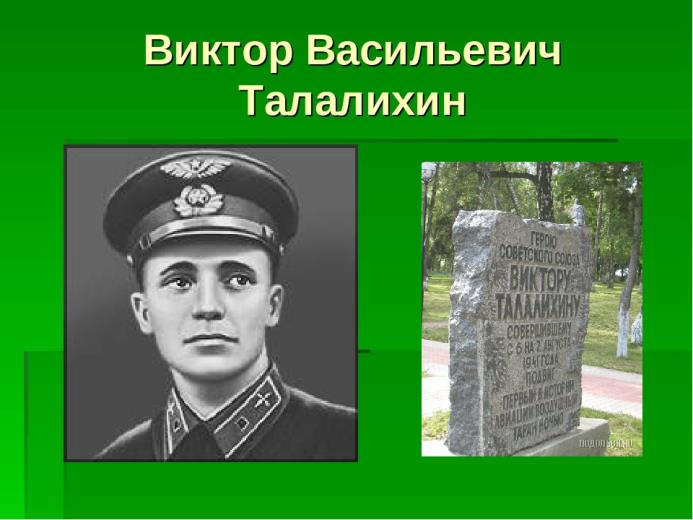 Виктор Васильевич
Талалихин
ГЕРОЮ
СОВЕТСКОГО СОЮЗА
ВИКТОРУ
ТАЛАЛИХИНУ
СОВЕРШИВШЕМУ
С 6 НА 7 АВГУСТА
1941 ГОДА
ПОДВИГ
ПЕРВЫЙ В ИСТОРИИ
АВИАЦИИ ВОЗДУШНЫЙ
ТАРАН НОЧЬЮ